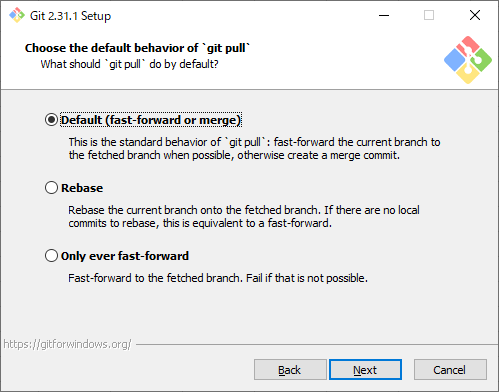 Git 2.31.1 Setup
Choose the default behavior of `git pull`
What should `git pull` do by default?
Default (fast-forward or merge)
This is the standard behavior of `git pull`: fast-forward the current branch to
the fetched branch when possible, otherwise create a merge commit.
Rebase
Rebase the current branch onto the fetched branch. If there are no local
commits to rebase, this is equivalent to a fast-forward.
Only ever fast-forward
Fast-forward to the fetched branch. Fail if that is not possible.
https://gitforwindows.org/
Back
Next
Cancel